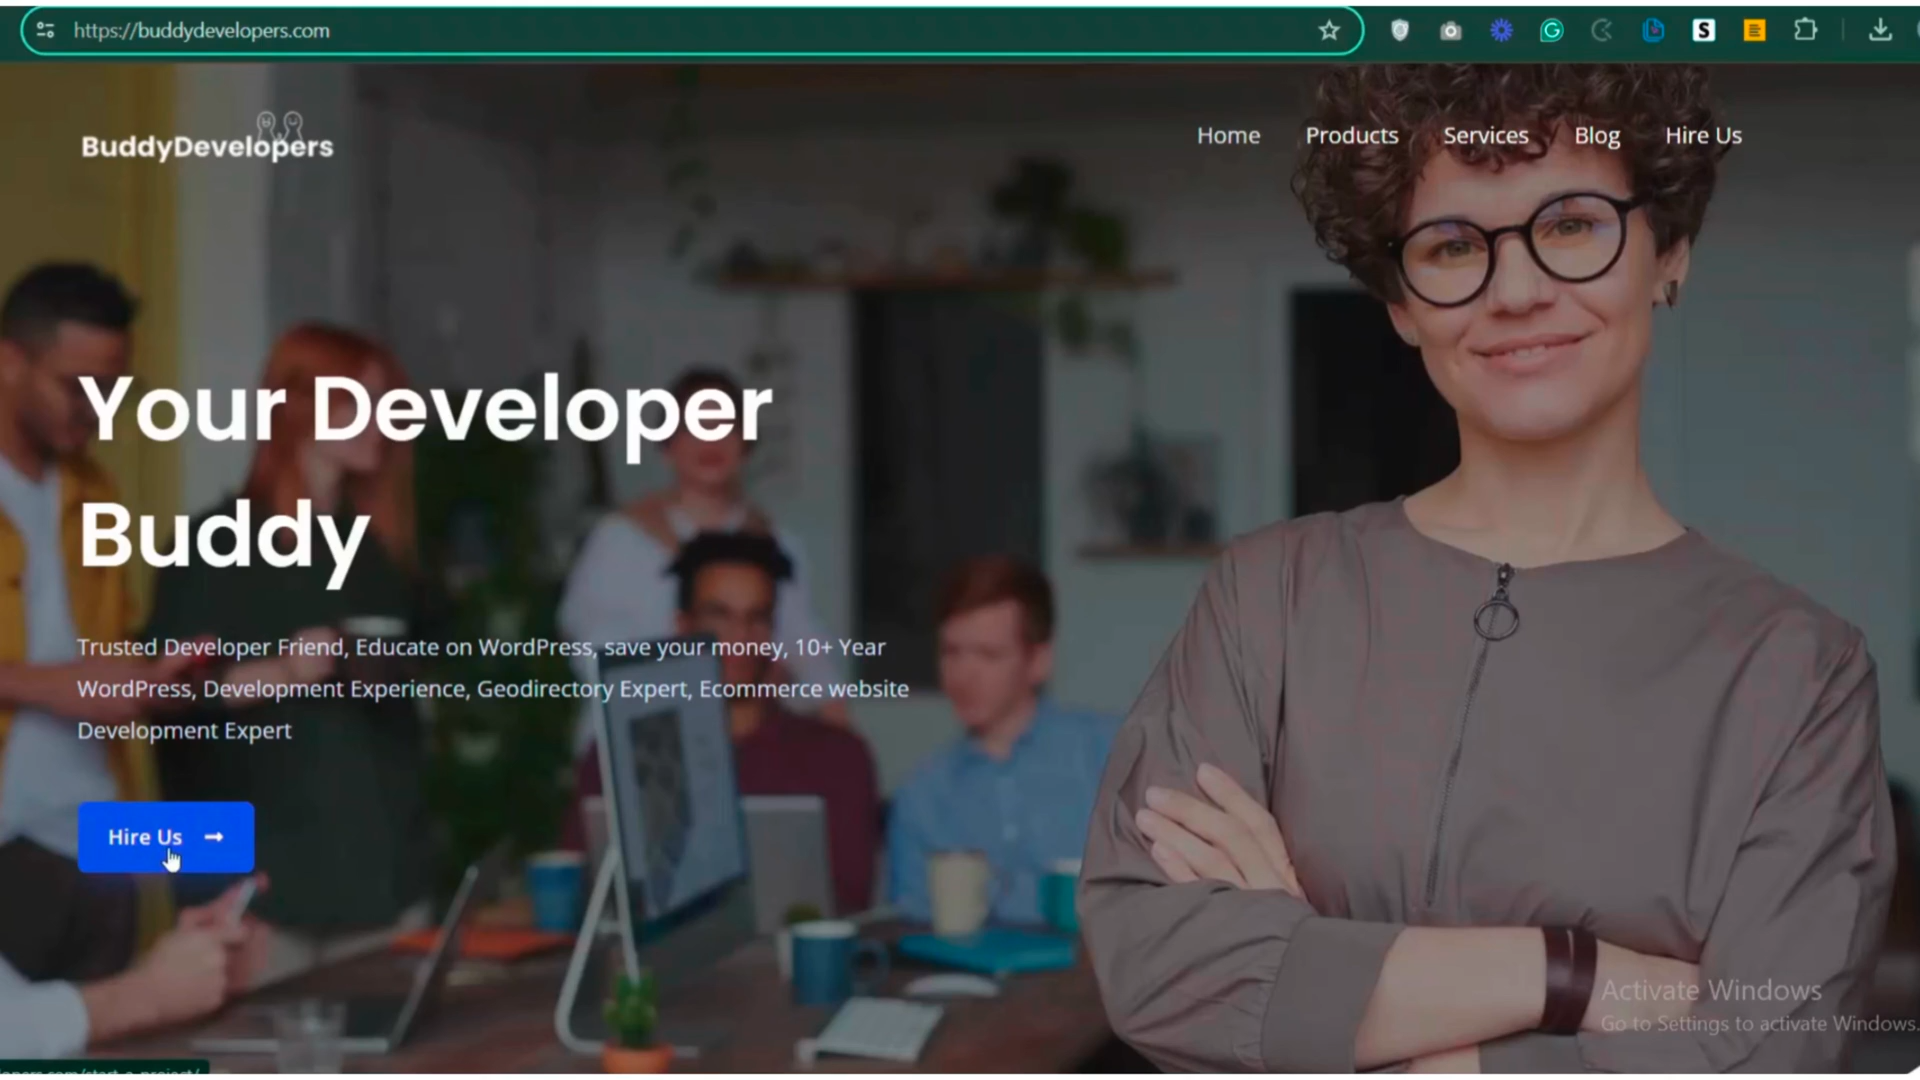 https://buddydevelopers.com
S
BuddyDevelopers
Home Products Services Blog Hire Us
Your Developer
Buddy
Trusted Developer Friend, Educate on WordPress, save your money, 10+ Year
WordPress, Development Experience, Geodirectory Expert, Ecommerce website
Development Expert
Hire Us
Activate Windows
Go to Settings to activate Windows.